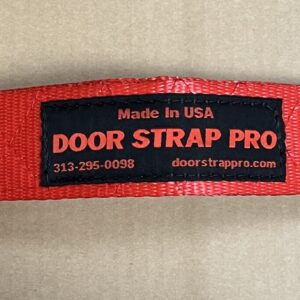 Made In USA
DOOR STRAP PRO
313-295-0098 doorstrappro.com